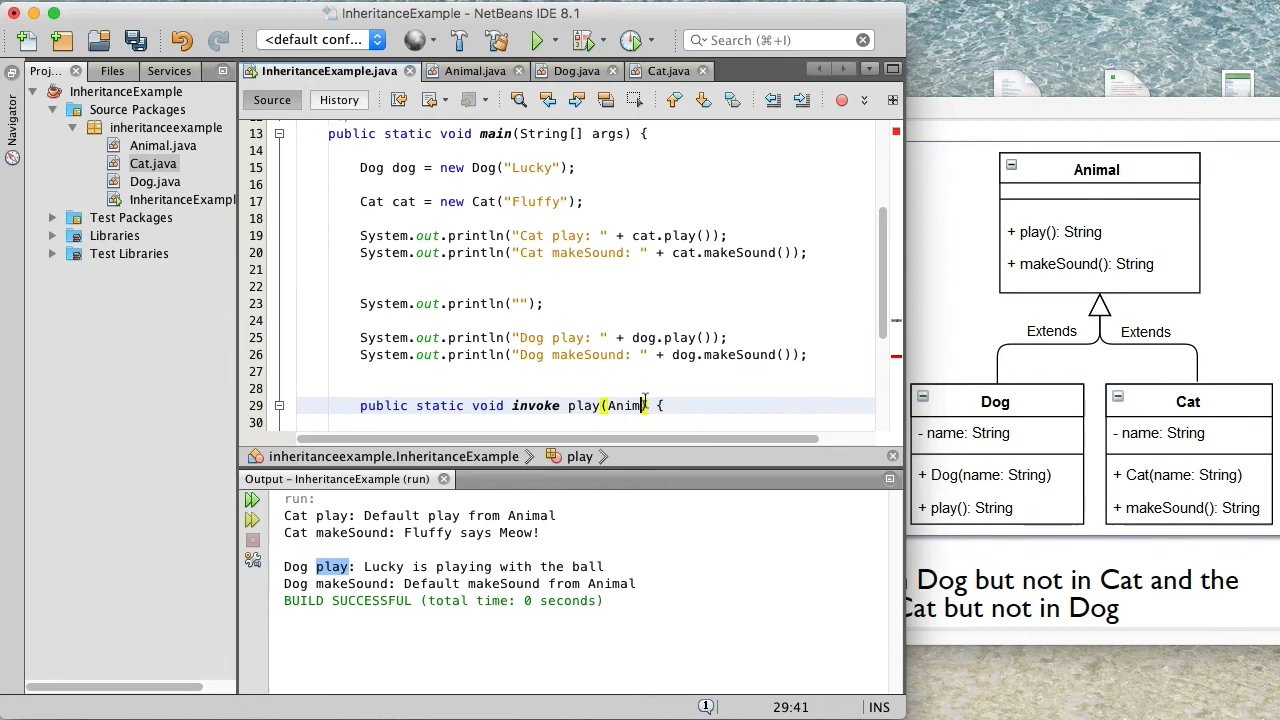 InheritanceExample - NetBeans IDE 8.1
<default conf...
Search (⌘+I)
Proj...
Files
Services
InheritanceExample.java
Animal.java
Dog.java
Cat.java
Source
History
Navigator
InheritanceExample
Source Packages
inheritanceexample
Animal.java
Cat.java
Dog.java
InheritanceExampl
Test Packages
Libraries
Test Libraries
13 public static void main(String[] args) {
14
15 Dog dog = new Dog("Lucky");
16
17 Cat cat = new Cat("Fluffy");
18
19 System.out.println("Cat play: " + cat.play());
20 System.out.println("Cat makeSound: " + cat.makeSound());
21
22
23 System.out.println("");
24
25 System.out.println("Dog play: " + dog.play());
26 System.out.println("Dog makeSound: " + dog.makeSound());
27
28
29 public static void invoke play(Anim) {
30
inheritanceexample.InheritanceExample
play
Output - InheritanceExample (run)
run:
Cat play: Default play from Animal
Cat makeSound: Fluffy says Meow!
Dog play: Lucky is playing with the ball
Dog makeSound: Default makeSound from Animal
BUILD SUCCESSFUL (total time: 0 seconds)
1
29:41
INS
Animal
+ play(): String
+ makeSound(): String
Extends
Extends
Dog
- name: String
+ Dog(name: String)
+ play(): String
Cat
- name: String
+ Cat(name: String)
+ makeSound(): String
Dog but not in Cat and the
Cat but not in Dog